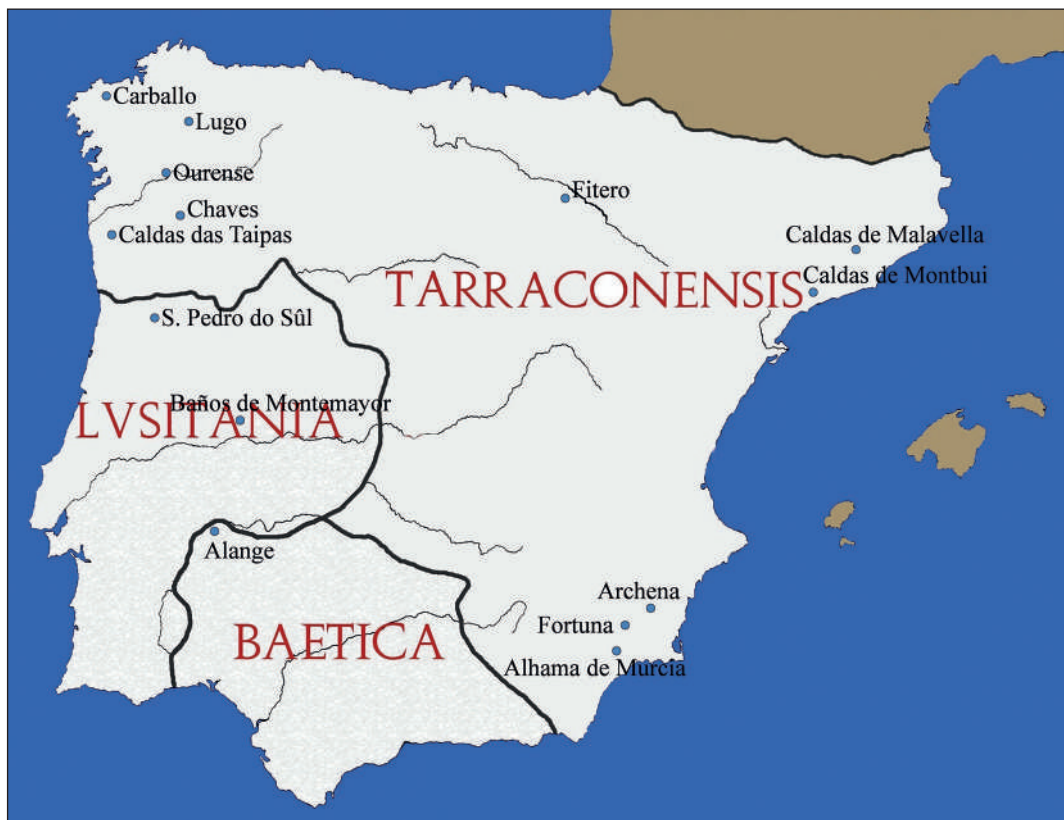 Carballo
Lugo
Ourense
Fitero
Chaves
Caldas das Taipas
Caldas de Malavella
Caldas de Montbui
TARRACONENSIS
S. Pedro do Sûl
Baños de Montemayor
LVSITANIA
Alange
Archena
Fortuna
BAETICA
Alhama de Murcia